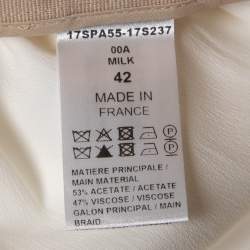 17SPA55-17S237
00A
MILK
42
MADE IN
FRANCE
MATIERE PRINCIPALE /
MAIN MATERIAL
53% ACETATE / ACETATE
47% VISCOSE / VISCOSE
GALON PRINCIPAL / MAIN
BRAID